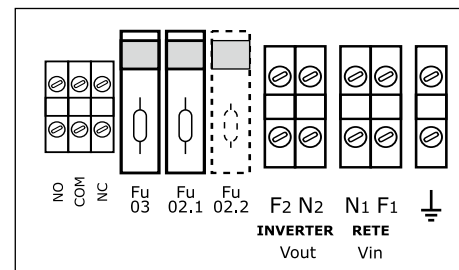 NO COM NC
Fu 03
Fu 02.1
Fu 02.2
F2 N2 N1 F1
INVERTER RETE
Vout Vin